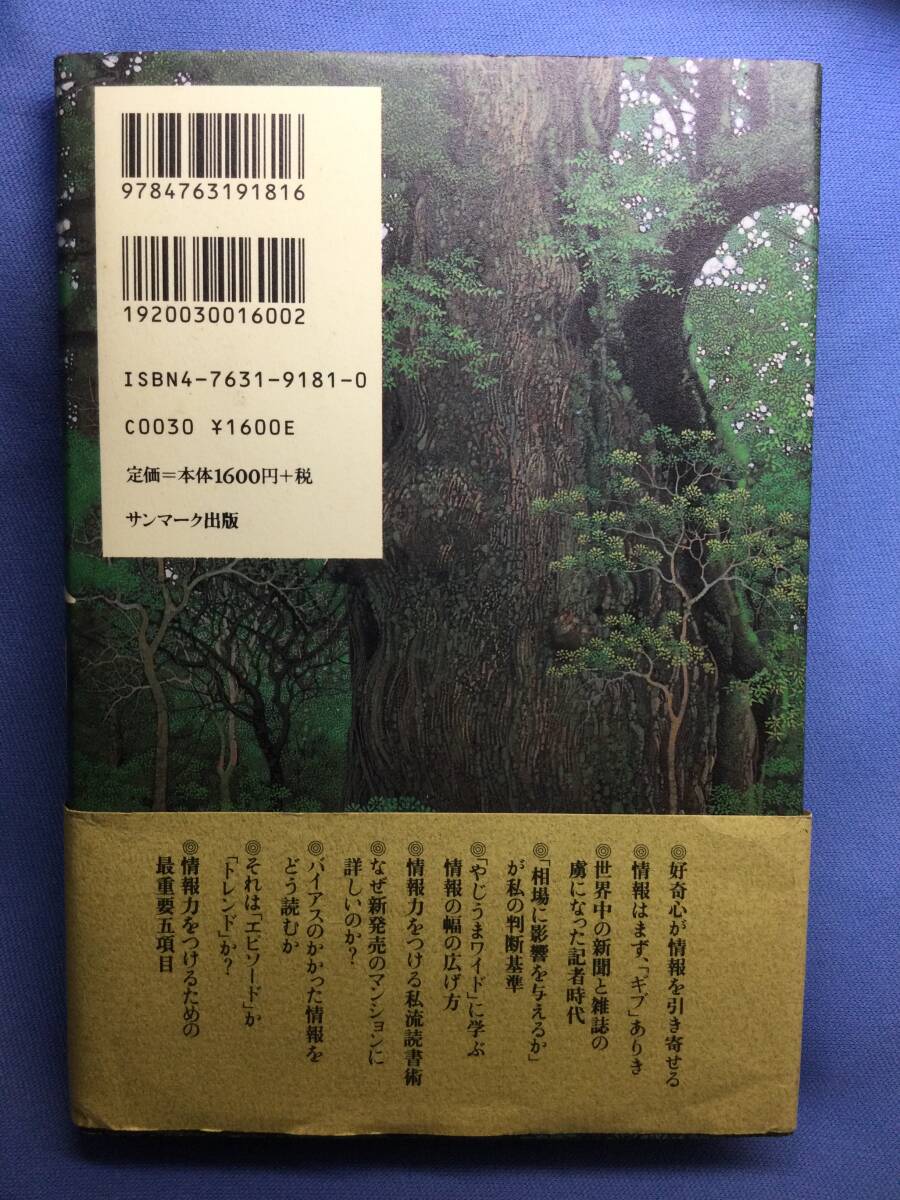 9784763191816
1920030016002
ISBN4-7631-9181-0
C0030 ¥1600E
定価=本体1600円+税
サンマーク出版
◎好奇心が情報を引き寄せる
◎情報はまず、「ギブ」ありき
◎世界中の新聞と雑誌の
虜になった記者時代
◎「相場に影響を与えるか」
が私の判断基準
◎「やじうまワイド」に学ぶ
情報の幅の広げ方
◎情報力をつける私流読書術
◎なぜ新発売のマンションに
詳しいのか?
◎バイアスのかかった情報を
どう読むか
◎それは「エピソード」か
「トレンド」か?
◎情報力をつけるための
最重要五項目